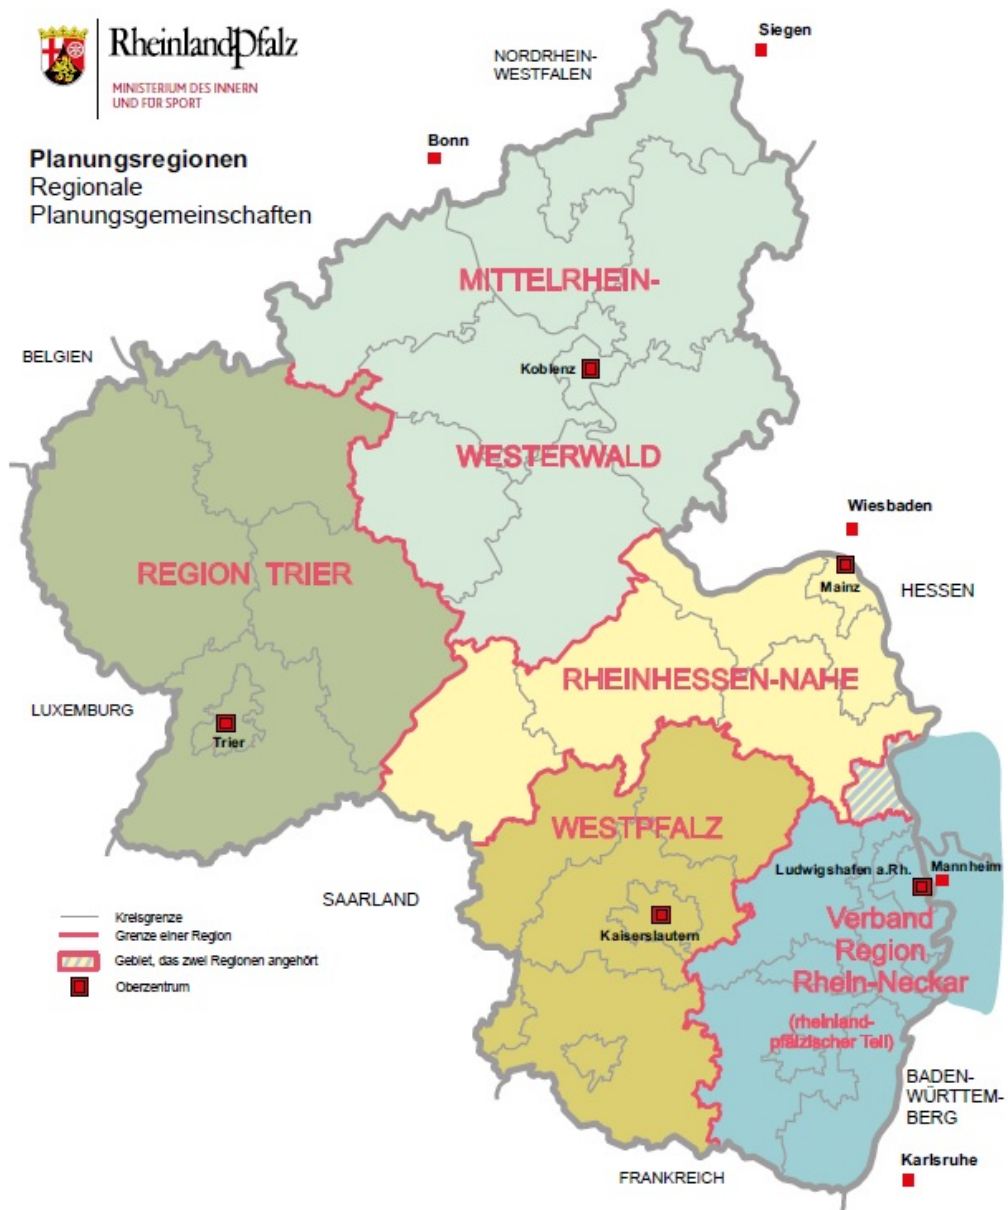 RheinlandPfalz
MINISTERIUM DES INNERN
UND FÜR SPORT
Planungsregionen
Regionale
Planungsgemeinschaften
Siegen
NORDRHEIN-
WESTFALEN
Bonn
MITTELRHEIN-
BELGIEN
Koblenz
WESTERWALD
Wiesbaden
REGION TRIER
Mainz
HESSEN
RHEINHESSEN-NAHE
LUXEMBURG
Trier
WESTPFALZ
Ludwigshafen a.Rh.
Mannheim
SAARLAND
Kaiserslautern
Verband
Region
Rhein-Neckar
(rheinland-
pfälzischer Teil)
Kreisgrenze
Grenze einer Region
Gebiet, das zwei Regionen angehört
Oberzentrum
BADEN-
WÜRTTEM-
BERG
FRANKREICH
Karlsruhe